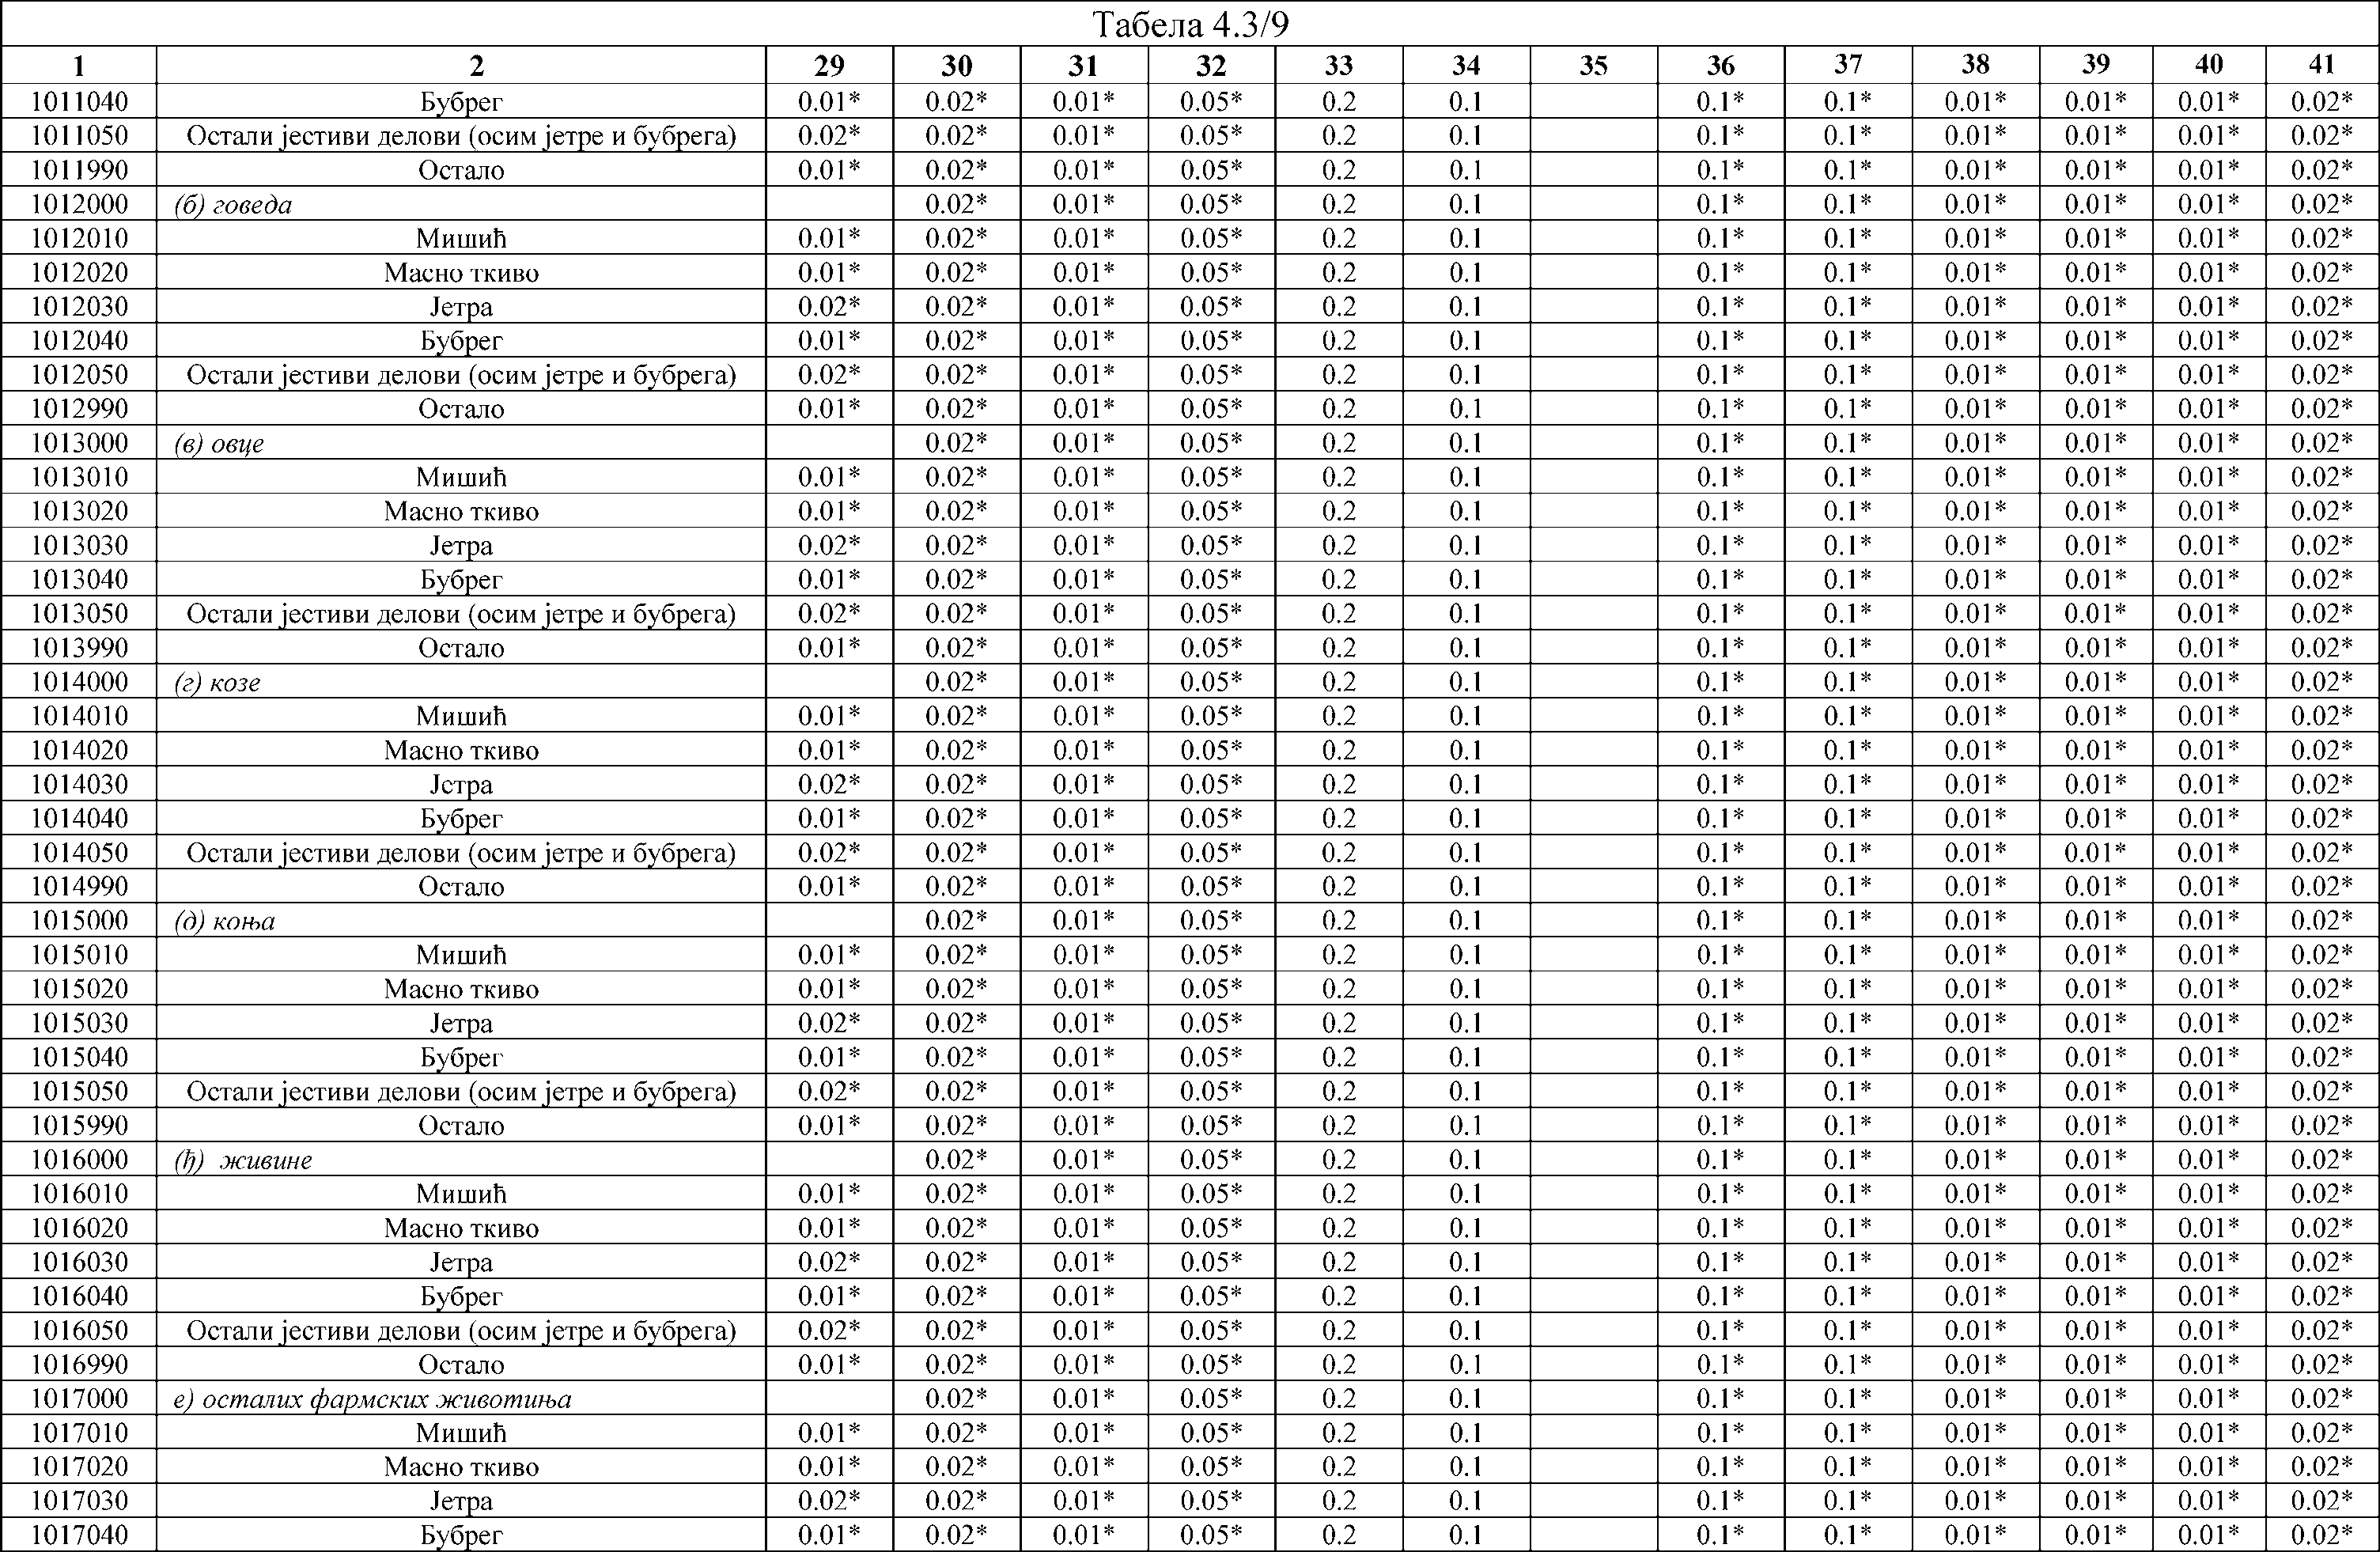 Табела 4.3/9
1 2 29 30 31 32 33 34 35 36 37 38 39 40 41
1011040 Бубрег 0.01* 0.02* 0.01* 0.05* 0.2 0.1 0.1* 0.1* 0.01* 0.01* 0.01* 0.02*
1011050 Остали јестиви делови (осим јетре и бубрега) 0.02* 0.02* 0.01* 0.05* 0.2 0.1 0.1* 0.1* 0.01* 0.01* 0.01* 0.02*
1011990 Остало 0.01* 0.02* 0.01* 0.05* 0.2 0.1 0.1* 0.1* 0.01* 0.01* 0.01* 0.02*
1012000 (б) говеда 0.02* 0.01* 0.05* 0.2 0.1 0.1* 0.1* 0.01* 0.01* 0.01* 0.02*
1012010 Мишић 0.01* 0.02* 0.01* 0.05* 0.2 0.1 0.1* 0.1* 0.01* 0.01* 0.01* 0.02*
1012020 Масно ткиво 0.01* 0.02* 0.01* 0.05* 0.2 0.1 0.1* 0.1* 0.01* 0.01* 0.01* 0.02*
1012030 Јетра 0.02* 0.02* 0.01* 0.05* 0.2 0.1 0.1* 0.1* 0.01* 0.01* 0.01* 0.02*
1012040 Бубрег 0.01* 0.02* 0.01* 0.05* 0.2 0.1 0.1* 0.1* 0.01* 0.01* 0.01* 0.02*
1012050 Остали јестиви делови (осим јетре и бубрега) 0.02* 0.02* 0.01* 0.05* 0.2 0.1 0.1* 0.1* 0.01* 0.01* 0.01* 0.02*
1012990 Остало 0.01* 0.02* 0.01* 0.05* 0.2 0.1 0.1* 0.1* 0.01* 0.01* 0.01* 0.02*
1013000 (в) овце 0.02* 0.01* 0.05* 0.2 0.1 0.1* 0.1* 0.01* 0.01* 0.01* 0.02*
1013010 Мишић 0.01* 0.02* 0.01* 0.05* 0.2 0.1 0.1* 0.1* 0.01* 0.01* 0.01* 0.02*
1013020 Масно ткиво 0.01* 0.02* 0.01* 0.05* 0.2 0.1 0.1* 0.1* 0.01* 0.01* 0.01* 0.02*
1013030 Јетра 0.02* 0.02* 0.01* 0.05* 0.2 0.1 0.1* 0.1* 0.01* 0.01* 0.01* 0.02*
1013040 Бубрег 0.01* 0.02* 0.01* 0.05* 0.2 0.1 0.1* 0.1* 0.01* 0.01* 0.01* 0.02*
1013050 Остали јестиви делови (осим јетре и бубрега) 0.02* 0.02* 0.01* 0.05* 0.2 0.1 0.1* 0.1* 0.01* 0.01* 0.01* 0.02*
1013990 Остало 0.01* 0.02* 0.01* 0.05* 0.2 0.1 0.1* 0.1* 0.01* 0.01* 0.01* 0.02*
1014000 (г) козе 0.02* 0.01* 0.05* 0.2 0.1 0.1* 0.1* 0.01* 0.01* 0.01* 0.02*
1014010 Мишић 0.01* 0.02* 0.01* 0.05* 0.2 0.1 0.1* 0.1* 0.01* 0.01* 0.01* 0.02*
1014020 Масно ткиво 0.01* 0.02* 0.01* 0.05* 0.2 0.1 0.1* 0.1* 0.01* 0.01* 0.01* 0.02*
1014030 Јетра 0.02* 0.02* 0.01* 0.05* 0.2 0.1 0.1* 0.1* 0.01* 0.01* 0.01* 0.02*
1014040 Бубрег 0.01* 0.02* 0.01* 0.05* 0.2 0.1 0.1* 0.1* 0.01* 0.01* 0.01* 0.02*
1014050 Остали јестиви делови (осим јетре и бубрега) 0.02* 0.02* 0.01* 0.05* 0.2 0.1 0.1* 0.1* 0.01* 0.01* 0.01* 0.02*
1014990 Остало 0.01* 0.02* 0.01* 0.05* 0.2 0.1 0.1* 0.1* 0.01* 0.01* 0.01* 0.02*
1015000 (д) коња 0.02* 0.01* 0.05* 0.2 0.1 0.1* 0.1* 0.01* 0.01* 0.01* 0.02*
1015010 Мишић 0.01* 0.02* 0.01* 0.05* 0.2 0.1 0.1* 0.1* 0.01* 0.01* 0.01* 0.02*
1015020 Масно ткиво 0.01* 0.02* 0.01* 0.05* 0.2 0.1 0.1* 0.1* 0.01* 0.01* 0.01* 0.02*
1015030 Јетра 0.02* 0.02* 0.01* 0.05* 0.2 0.1 0.1* 0.1* 0.01* 0.01* 0.01* 0.02*
1015040 Бубрег 0.01* 0.02* 0.01* 0.05* 0.2 0.1 0.1* 0.1* 0.01* 0.01* 0.01* 0.02*
1015050 Остали јестиви делови (осим јетре и бубрега) 0.02* 0.02* 0.01* 0.05* 0.2 0.1 0.1* 0.1* 0.01* 0.01* 0.01* 0.02*
1015990 Остало 0.01* 0.02* 0.01* 0.05* 0.2 0.1 0.1* 0.1* 0.01* 0.01* 0.01* 0.02*
1016000 (ђ) живине 0.02* 0.01* 0.05* 0.2 0.1 0.1* 0.1* 0.01* 0.01* 0.01* 0.02*
1016010 Мишић 0.01* 0.02* 0.01* 0.05* 0.2 0.1 0.1* 0.1* 0.01* 0.01* 0.01* 0.02*
1016020 Масно ткиво 0.01* 0.02* 0.01* 0.05* 0.2 0.1 0.1* 0.1* 0.01* 0.01* 0.01* 0.02*
1016030 Јетра 0.02* 0.02* 0.01* 0.05* 0.2 0.1 0.1* 0.1* 0.01* 0.01* 0.01* 0.02*
1016040 Бубрег 0.01* 0.02* 0.01* 0.05* 0.2 0.1 0.1* 0.1* 0.01* 0.01* 0.01* 0.02*
1016050 Остали јестиви делови (осим јетре и бубрега) 0.02* 0.02* 0.01* 0.05* 0.2 0.1 0.1* 0.1* 0.01* 0.01* 0.01* 0.02*
1016990 Остало 0.01* 0.02* 0.01* 0.05* 0.2 0.1 0.1* 0.1* 0.01* 0.01* 0.01* 0.02*
1017000 е) осталих фармских животиња 0.02* 0.01* 0.05* 0.2 0.1 0.1* 0.1* 0.01* 0.01* 0.01* 0.02*
1017010 Мишић 0.01* 0.02* 0.01* 0.05* 0.2 0.1 0.1* 0.1* 0.01* 0.01* 0.01* 0.02*
1017020 Масно ткиво 0.01* 0.02* 0.01* 0.05* 0.2 0.1 0.1* 0.1* 0.01* 0.01* 0.01* 0.02*
1017030 Јетра 0.02* 0.02* 0.01* 0.05* 0.2 0.1 0.1* 0.1* 0.01* 0.01* 0.01* 0.02*
1017040 Бубрег 0.01* 0.02* 0.01* 0.05* 0.2 0.1 0.1* 0.1* 0.01* 0.01* 0.01* 0.02*